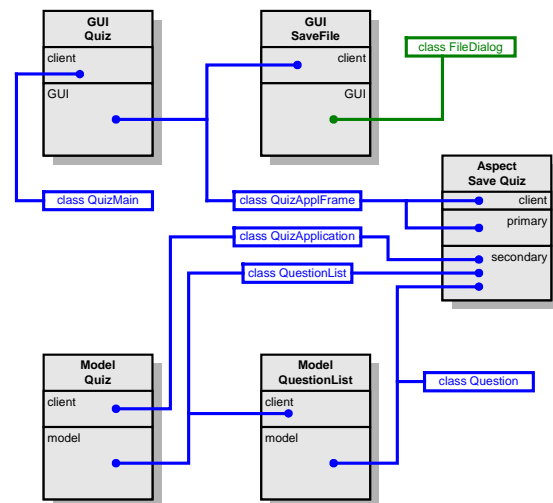 GUI
Quiz
client
GUI
GUI
SaveFile
client
GUI
class FileDialog
Aspect
Save Quiz
client
primary
secondary
class QuizMain
class QuizApplFrame
class QuizApplication
class QuestionList
Model
Quiz
client
model
Model
QuestionList
client
model
class Question